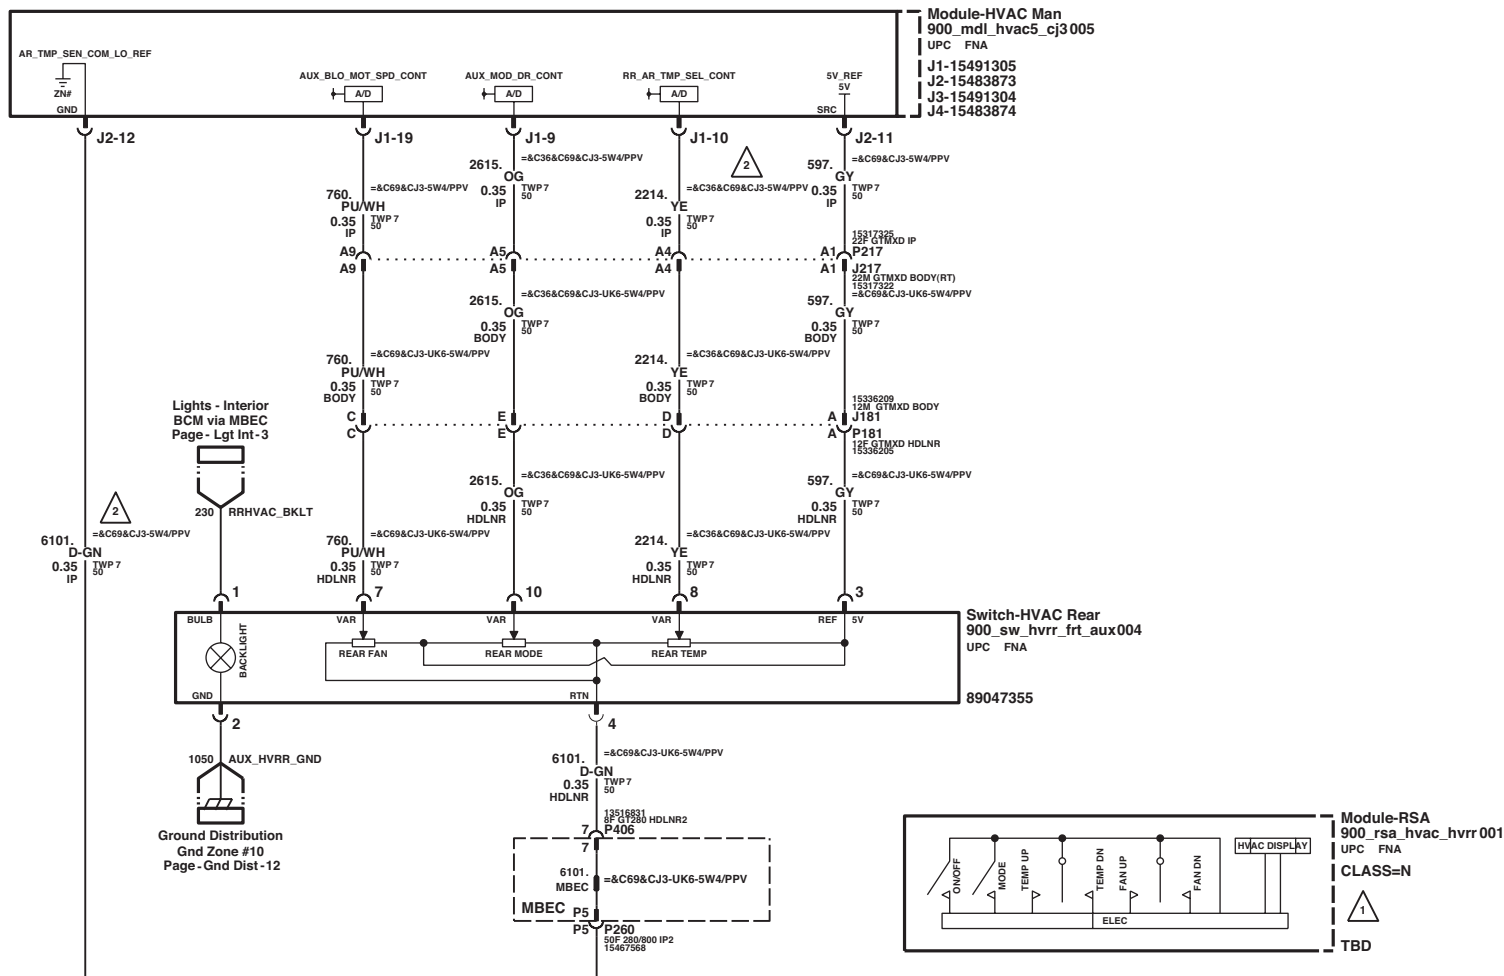 Module-HVAC Man
900_mdl_hvac5_cj3 005
UPC FNA
J1-15491305
J2-15483873
J3-15491304
J4-15483874
AR_TMP_SEN_COM_LO_REF
ZN#
GND
AUX_BLO_MOT_SPD_CONT
A/D
AUX_MOD_DR_CONT
A/D
RR_AR_TMP_SEL_CONT
A/D
5V_REF
5V
SRC
J2-12
J1-19
J1-9
J1-10
J2-11
2615.
=&C36&C69&CJ3-5W4/PPV
OG
0.35
TWP 7
50
IP
2
597.
=&C69&CJ3-5W4/PPV
GY
0.35
TWP 7
50
IP
760.
=&C69&CJ3-5W4/PPV
PU/WH
0.35
TWP 7
50
IP
2214.
=&C36&C69&CJ3-5W4/PPV
YE
0.35
TWP 7
50
IP
15317325
22F GTMXD IP
A9
A5
A4
A1 P217
A9
A5
A4
A1 J217
22M GTMXD BODY(RT)
15317322
2615.
=&C36&C69&CJ3-UK6-5W4/PPV
OG
0.35
TWP 7
50
BODY
597.
=&C69&CJ3-UK6-5W4/PPV
GY
0.35
TWP 7
50
BODY
760.
=&C69&CJ3-UK6-5W4/PPV
PU/WH
0.35
TWP 7
50
BODY
2214.
=&C36&C69&CJ3-UK6-5W4/PPV
YE
0.35
TWP 7
50
BODY
15336209
12M GTMXD BODY
C
E
D
A J181
C
E
D
A P181
12F GTMXD HDLNR
15336205
Lights - Interior
BCM via MBEC
Page - Lgt Int - 3
230 RRHVAC_BKLT
2
6101.
=&C69&CJ3-5W4/PPV
D-GN
0.35
TWP 7
50
IP
2615.
=&C36&C69&CJ3-UK6-5W4/PPV
OG
0.35
TWP 7
50
HDLNR
597.
=&C69&CJ3-UK6-5W4/PPV
GY
0.35
TWP 7
50
HDLNR
760.
=&C69&CJ3-UK6-5W4/PPV
PU/WH
0.35
TWP 7
50
HDLNR
2214.
=&C36&C69&CJ3-UK6-5W4/PPV
YE
0.35
TWP 7
50
HDLNR
1
7
10
8
3
BULB
VAR
VAR
VAR
REF 5V
BACKLIGHT
REAR FAN
REAR MODE
REAR TEMP
GND
RTN
Switch-HVAC Rear
900_sw_hvrr_frt_aux004
UPC FNA
89047355
2
4
1050 AUX_HVRR_GND
Ground Distribution
Gnd Zone #10
Page - Gnd Dist -12
6101.
=&C69&CJ3-UK6-5W4/PPV
D-GN
0.35
TWP 7
50
HDLNR
13516831
8F GT280 HDLNR2
7 P406
7
6101.
MBEC
=&C69&CJ3-UK6-5W4/PPV
MBEC
P5
P5 P260
50F 280/800 IP2
15467568
ON/OFF
MODE
TEMP UP
TEMP DN
FAN UP
FAN DN
HVAC DISPLAY
ELEC
Module-RSA
900_rsa_hvac_hvrr 001
UPC FNA
CLASS=N
1
TBD